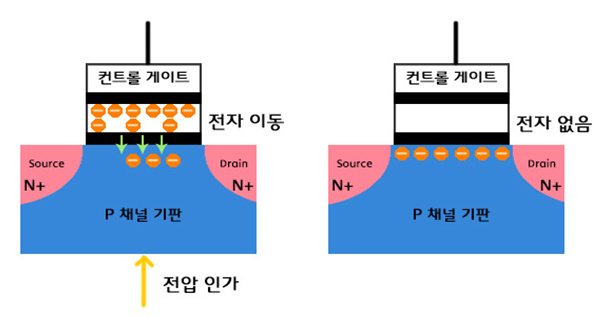 컨트롤 게이트
전자 이동
Source
N+
Drain
N+
P 채널 기판
전압 인가
컨트롤 게이트
전자 없음
Source
N+
Drain
N+
P 채널 기판